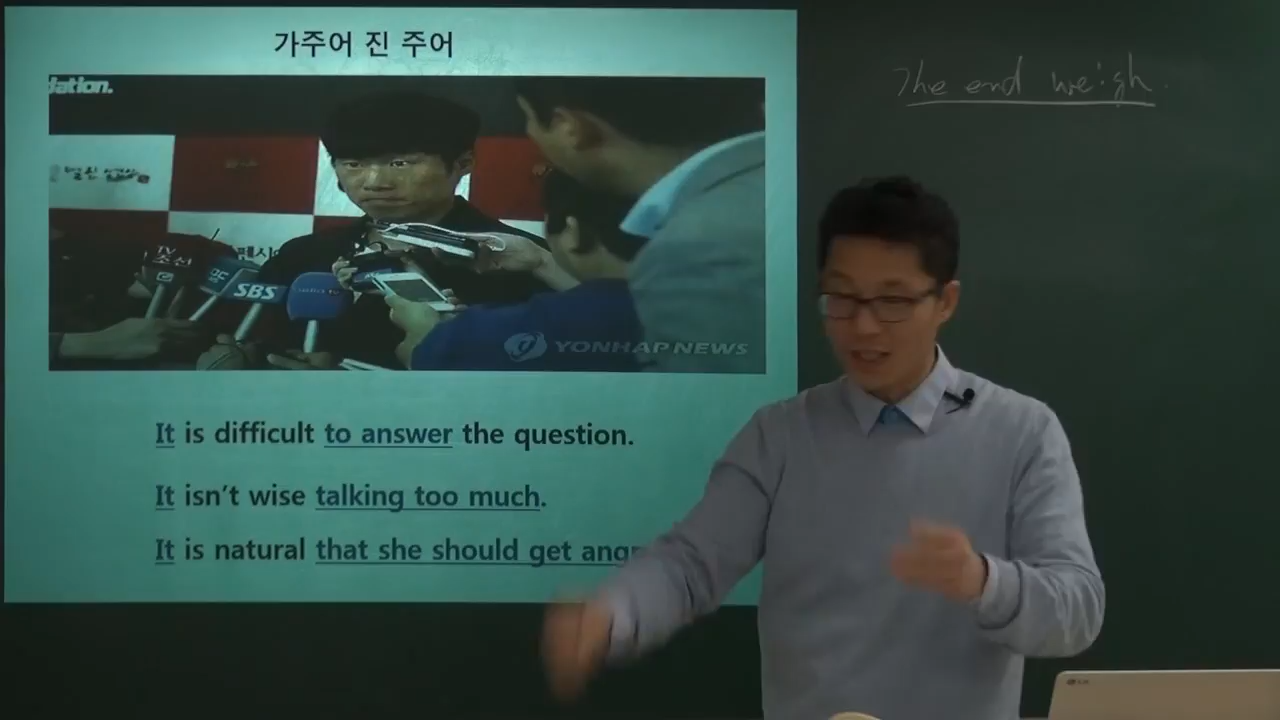 가주어 진 주어
lation.
TV
조선
SBS
YONHAP NEWS
It is difficult to answer the question.
It isn't wise talking too much.
It is natural that she should get ang
The end weigh.